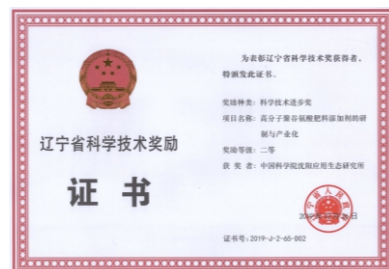 辽宁省科学技术奖励
证书
为表彰辽宁省科学技术奖获得者,
特颁发此证书。
奖励种类: 科学技术进步奖
项目名称: 高分子聚谷氨酸肥料添加剂的研
制与产业化
奖励等级: 二等
获 奖 者: 中国科学院沈阳应用生态研究所
证书号: 2019-J-2-65-002